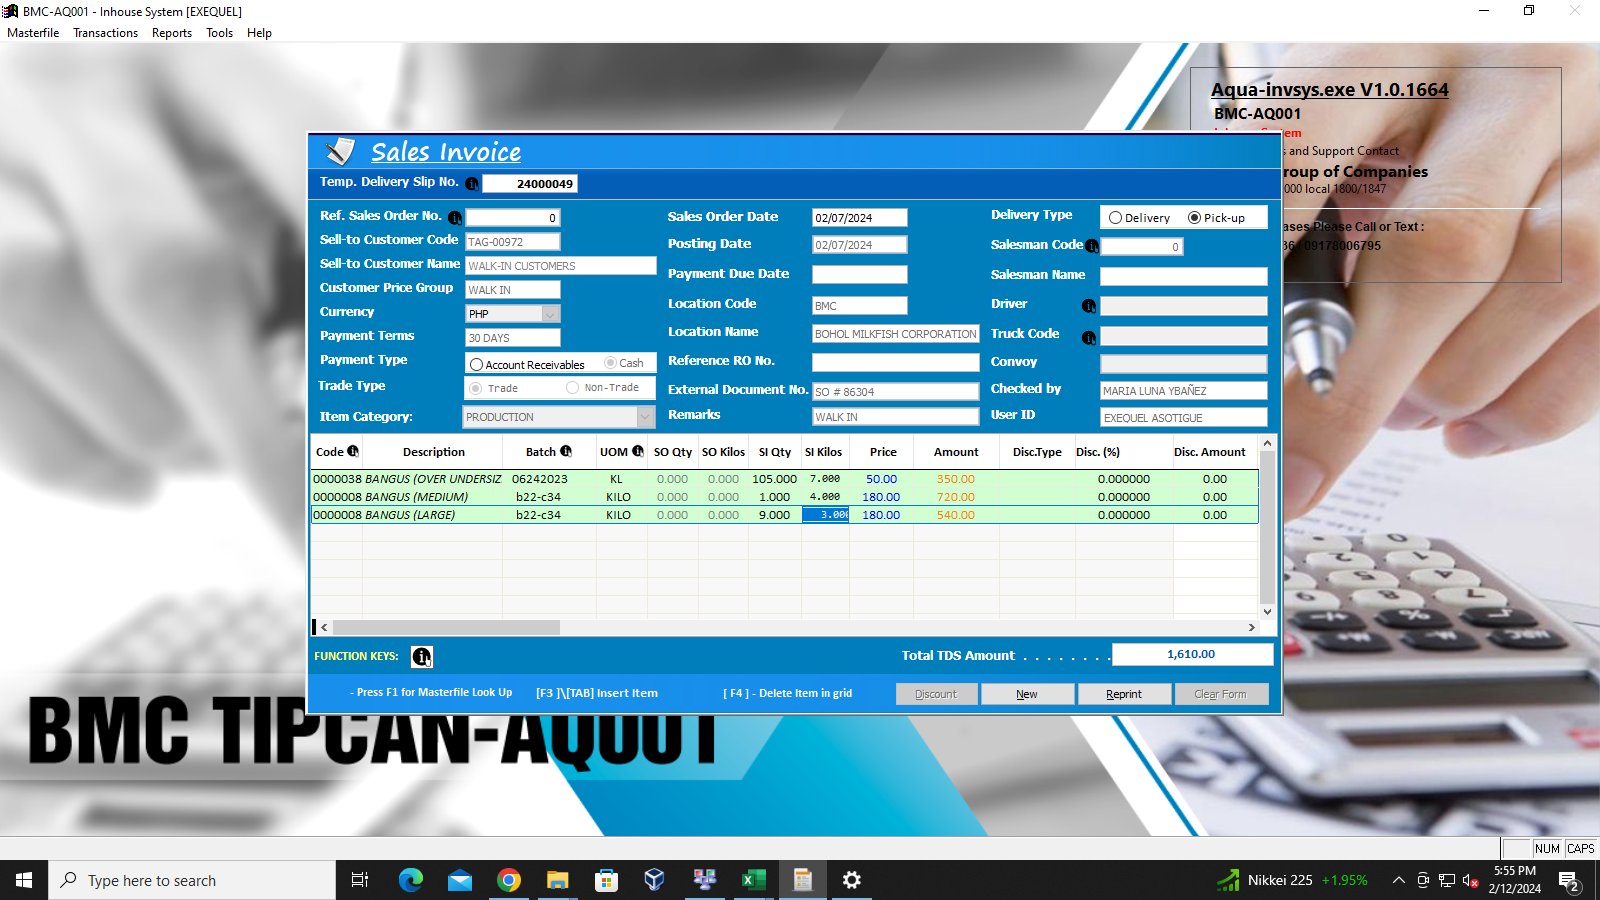 BMC-AQ001 - Inhouse System [EXEQUEL]
Masterfile Transactions Reports Tools Help
Aqua-invsys.exe V1.0.1664
BMC-AQ001
s and Support Contact
roup of Companies
000 local 1800/1847
ases Please Call or Text :
36 / 09178006795
Sales Invoice
Temp. Delivery Slip No. 24000049
Ref. Sales Order No. 0
Sell-to Customer Code TAG-00972
Sell-to Customer Name WALK-IN CUSTOMERS
Customer Price Group WALK IN
Currency PHP
Payment Terms 30 DAYS
Payment Type Account Receivables Cash
Trade Type Trade Non-Trade
Item Category: PRODUCTION
Sales Order Date 02/07/2024
Posting Date 02/07/2024
Payment Due Date
Location Code BMC
Location Name BOHOL MILKFISH CORPORATION
Reference RO No.
External Document No. SO # 86304
Remarks WALK IN
Delivery Type Delivery Pick-up
Salesman Code 0
Salesman Name
Driver
Truck Code
Convoy
Checked by MARIA LUNA YBAÑEZ
User ID EXEQUEL ASOTIGUE
Code Description Batch UOM SO Qty SO Kilos SI Qty SI Kilos Price Amount Disc.Type Disc. (%) Disc. Amount
0000038 BANGUS (OVER UNDERSIZ 06242023 KL 0.000 0.000 105.000 7.000 50.00 350.00 0.000000 0.00
0000008 BANGUS (MEDIUM) b22-c34 KILO 0.000 0.000 1.000 4.000 180.00 720.00 0.000000 0.00
0000008 BANGUS (LARGE) b22-c34 KILO 0.000 0.000 9.000 3.000 180.00 540.00 0.000000 0.00
FUNCTION KEYS:
Total TDS Amount . . . . . . . . 1,610.00
- Press F1 for Masterfile Look Up [F3 ]\[TAB] Insert Item [ F4 ] - Delete Item in grid
Discount New Reprint Clear Form
BMC TIPCAN-AQ001
NUM CAPS
Type here to search
Nikkei 225 +1.95%
5:55 PM
2/12/2024
2